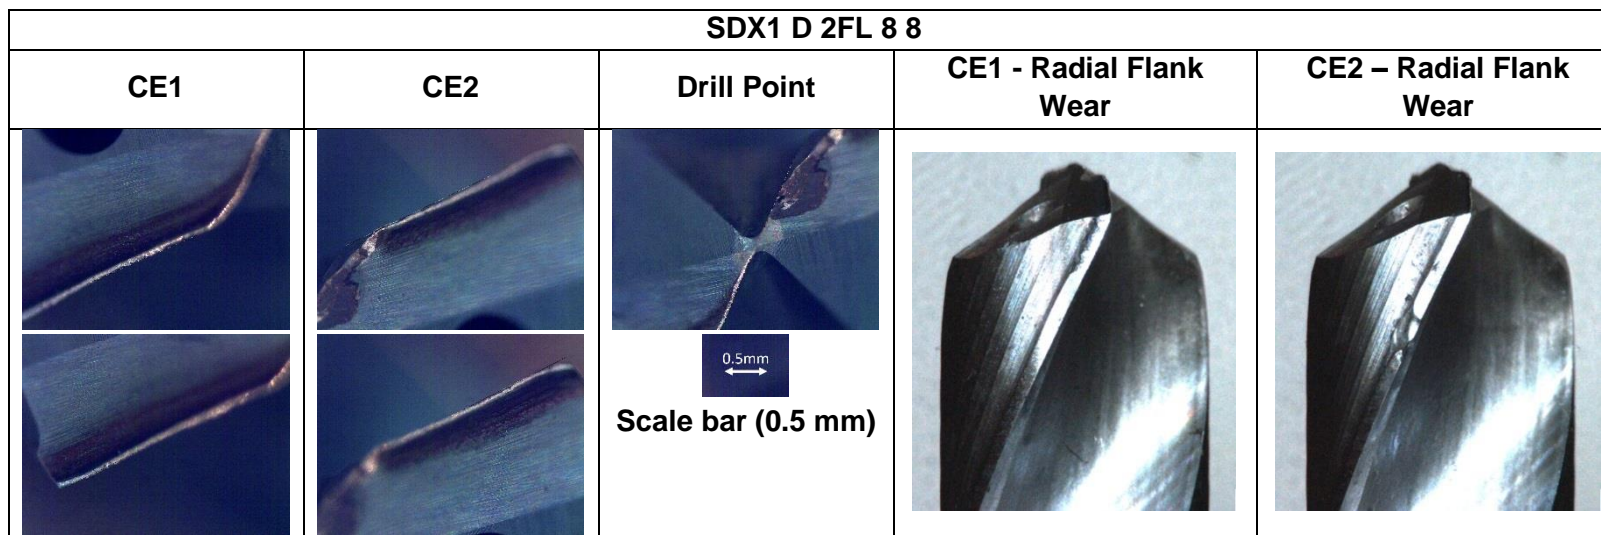 SDX1 D 2FL 8 8
CE1
CE2
Drill Point
CE1 - Radial Flank
Wear
CE2 – Radial Flank
Wear
0.5mm
Scale bar (0.5 mm)